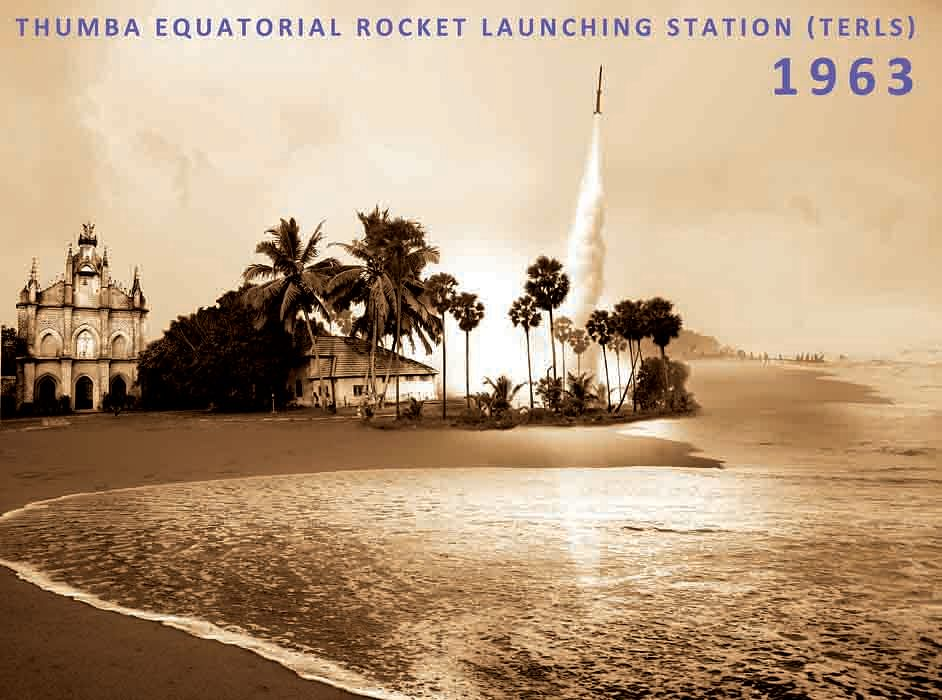 THUMBA EQUATORIAL ROCKET LAUNCHING STATION (TERLS)
1963